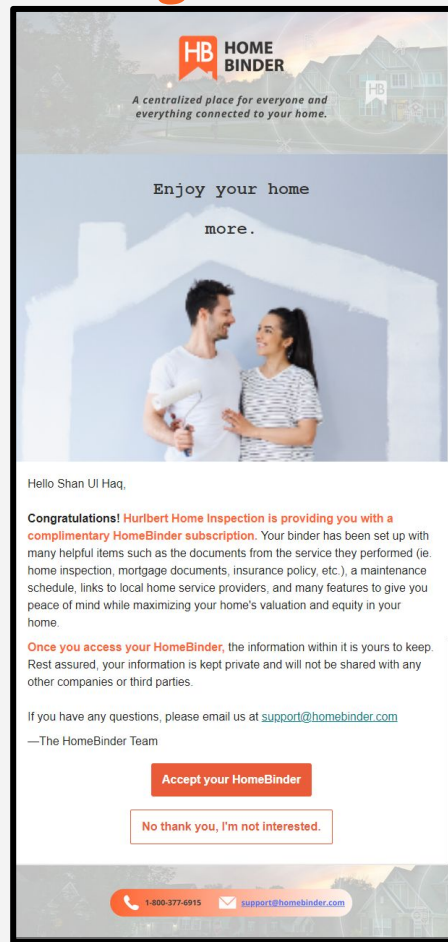 HB HOME
BINDER
A centralized place for everyone and
everything connected to your home.
HB
Enjoy your home
more.
Hello Shan Ul Haq,
Congratulations! Hurlbert Home Inspection is providing you with a
complimentary HomeBinder subscription. Your binder has been set up with
many helpful items such as the documents from the service they performed (ie.
home inspection, mortgage documents, insurance policy, etc.), a maintenance
schedule, links to local home service providers, and many features to give you
peace of mind while maximizing your home's valuation and equity in your
home.
Once you access your HomeBinder, the information within it is yours to keep.
Rest assured, your information is kept private and will not be shared with any
other companies or third parties.
If you have any questions, please email us at support@homebinder.com
—The HomeBinder Team
Accept your HomeBinder
No thank you, I'm not interested.
1-800-377-6915 support@homebinder.com